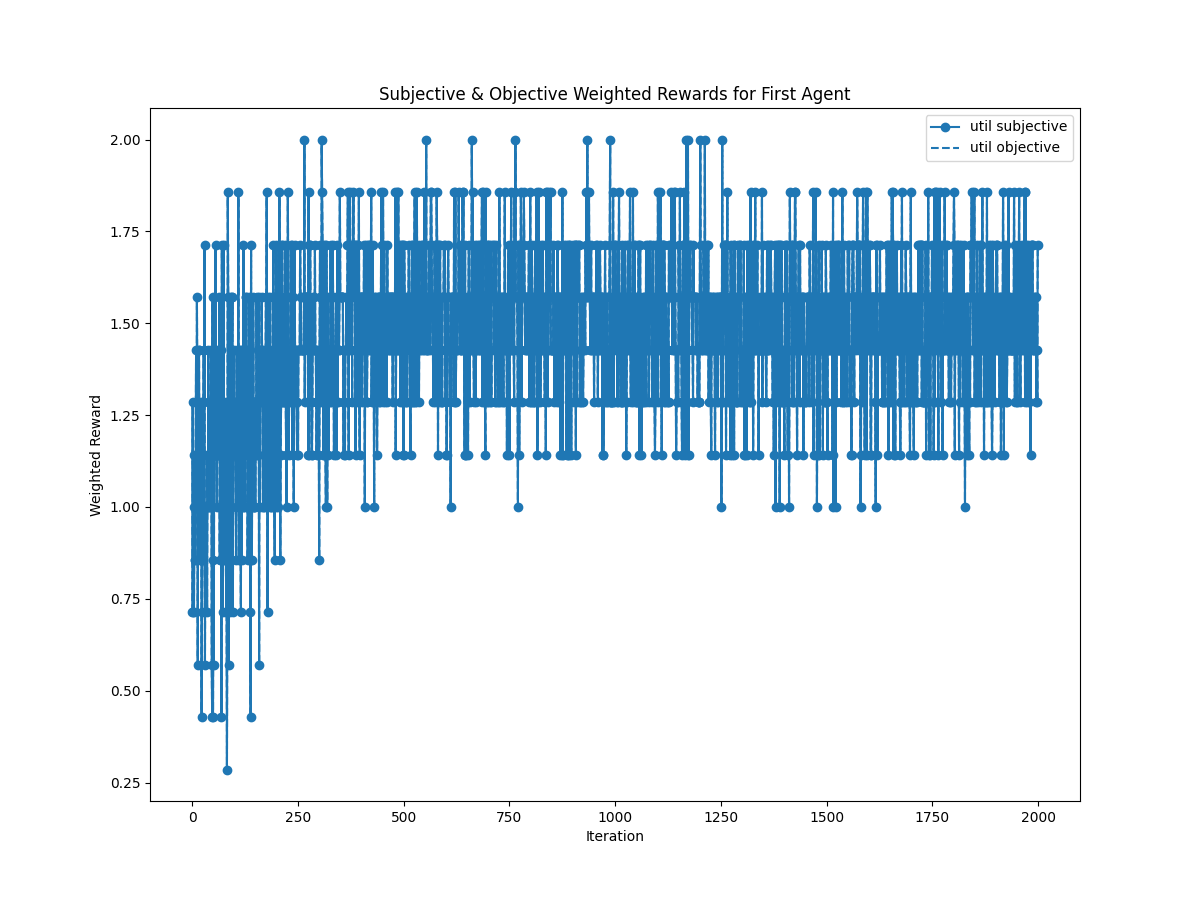 Subjective & Objective Weighted Rewards for First Agent
util subjective
util objective
2.00
1.75
1.50
1.25
1.00
0.75
0.50
0.25
Weighted Reward
0 250 500 750 1000 1250 1500 1750 2000
Iteration